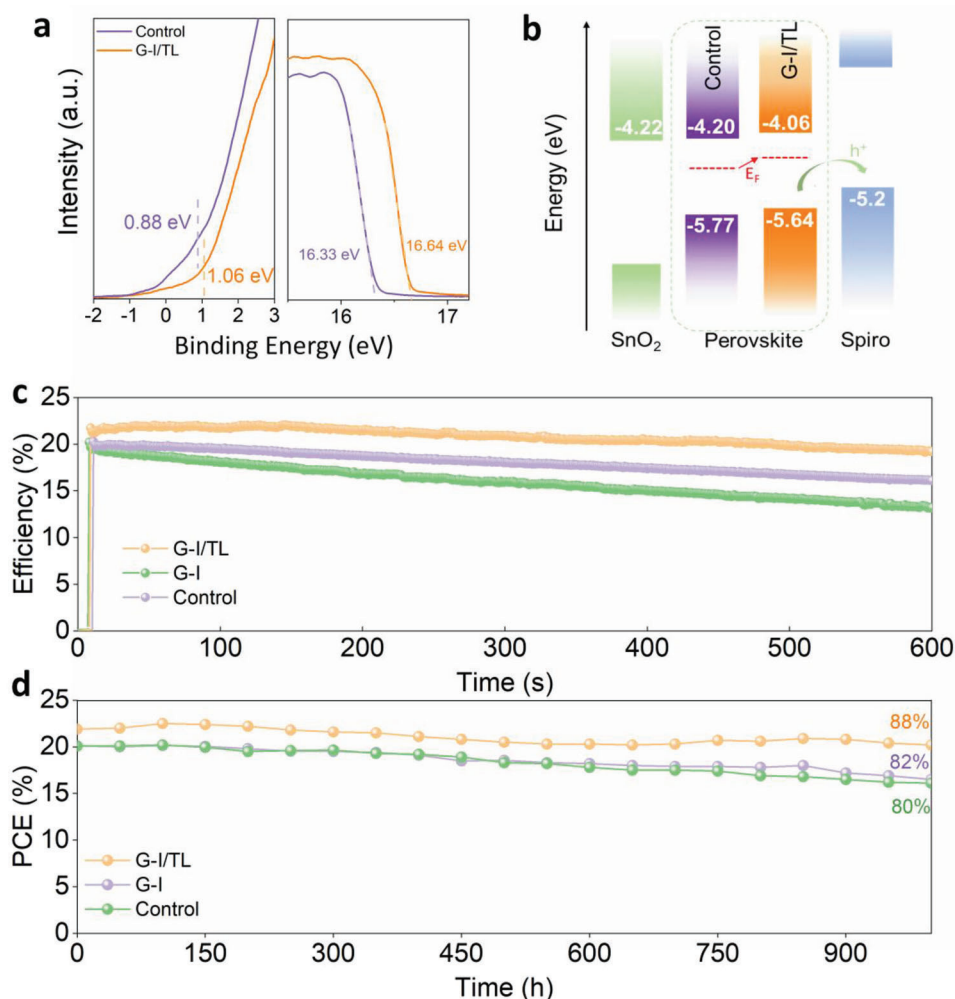 a
Control
G-I/TL
0.88 eV
1.06 eV
16.33 eV
16.64 eV
Intensity (a.u.)
-2 -1 0 1 2 3
16 17
Binding Energy (eV)
b
Energy (eV)
Control
G-I/TL
-4.22
-4.20
-4.06
E_F
h⁺
-5.77
-5.64
-5.2
SnO₂ Perovskite Spiro
c
Efficiency (%)
25
20
15
10
5
0
G-I/TL
G-I
Control
0 100 200 300 400 500 600
Time (s)
d
PCE (%)
25
20
15
10
5
0
88%
82%
80%
G-I/TL
G-I
Control
0 150 300 450 600 750 900
Time (h)